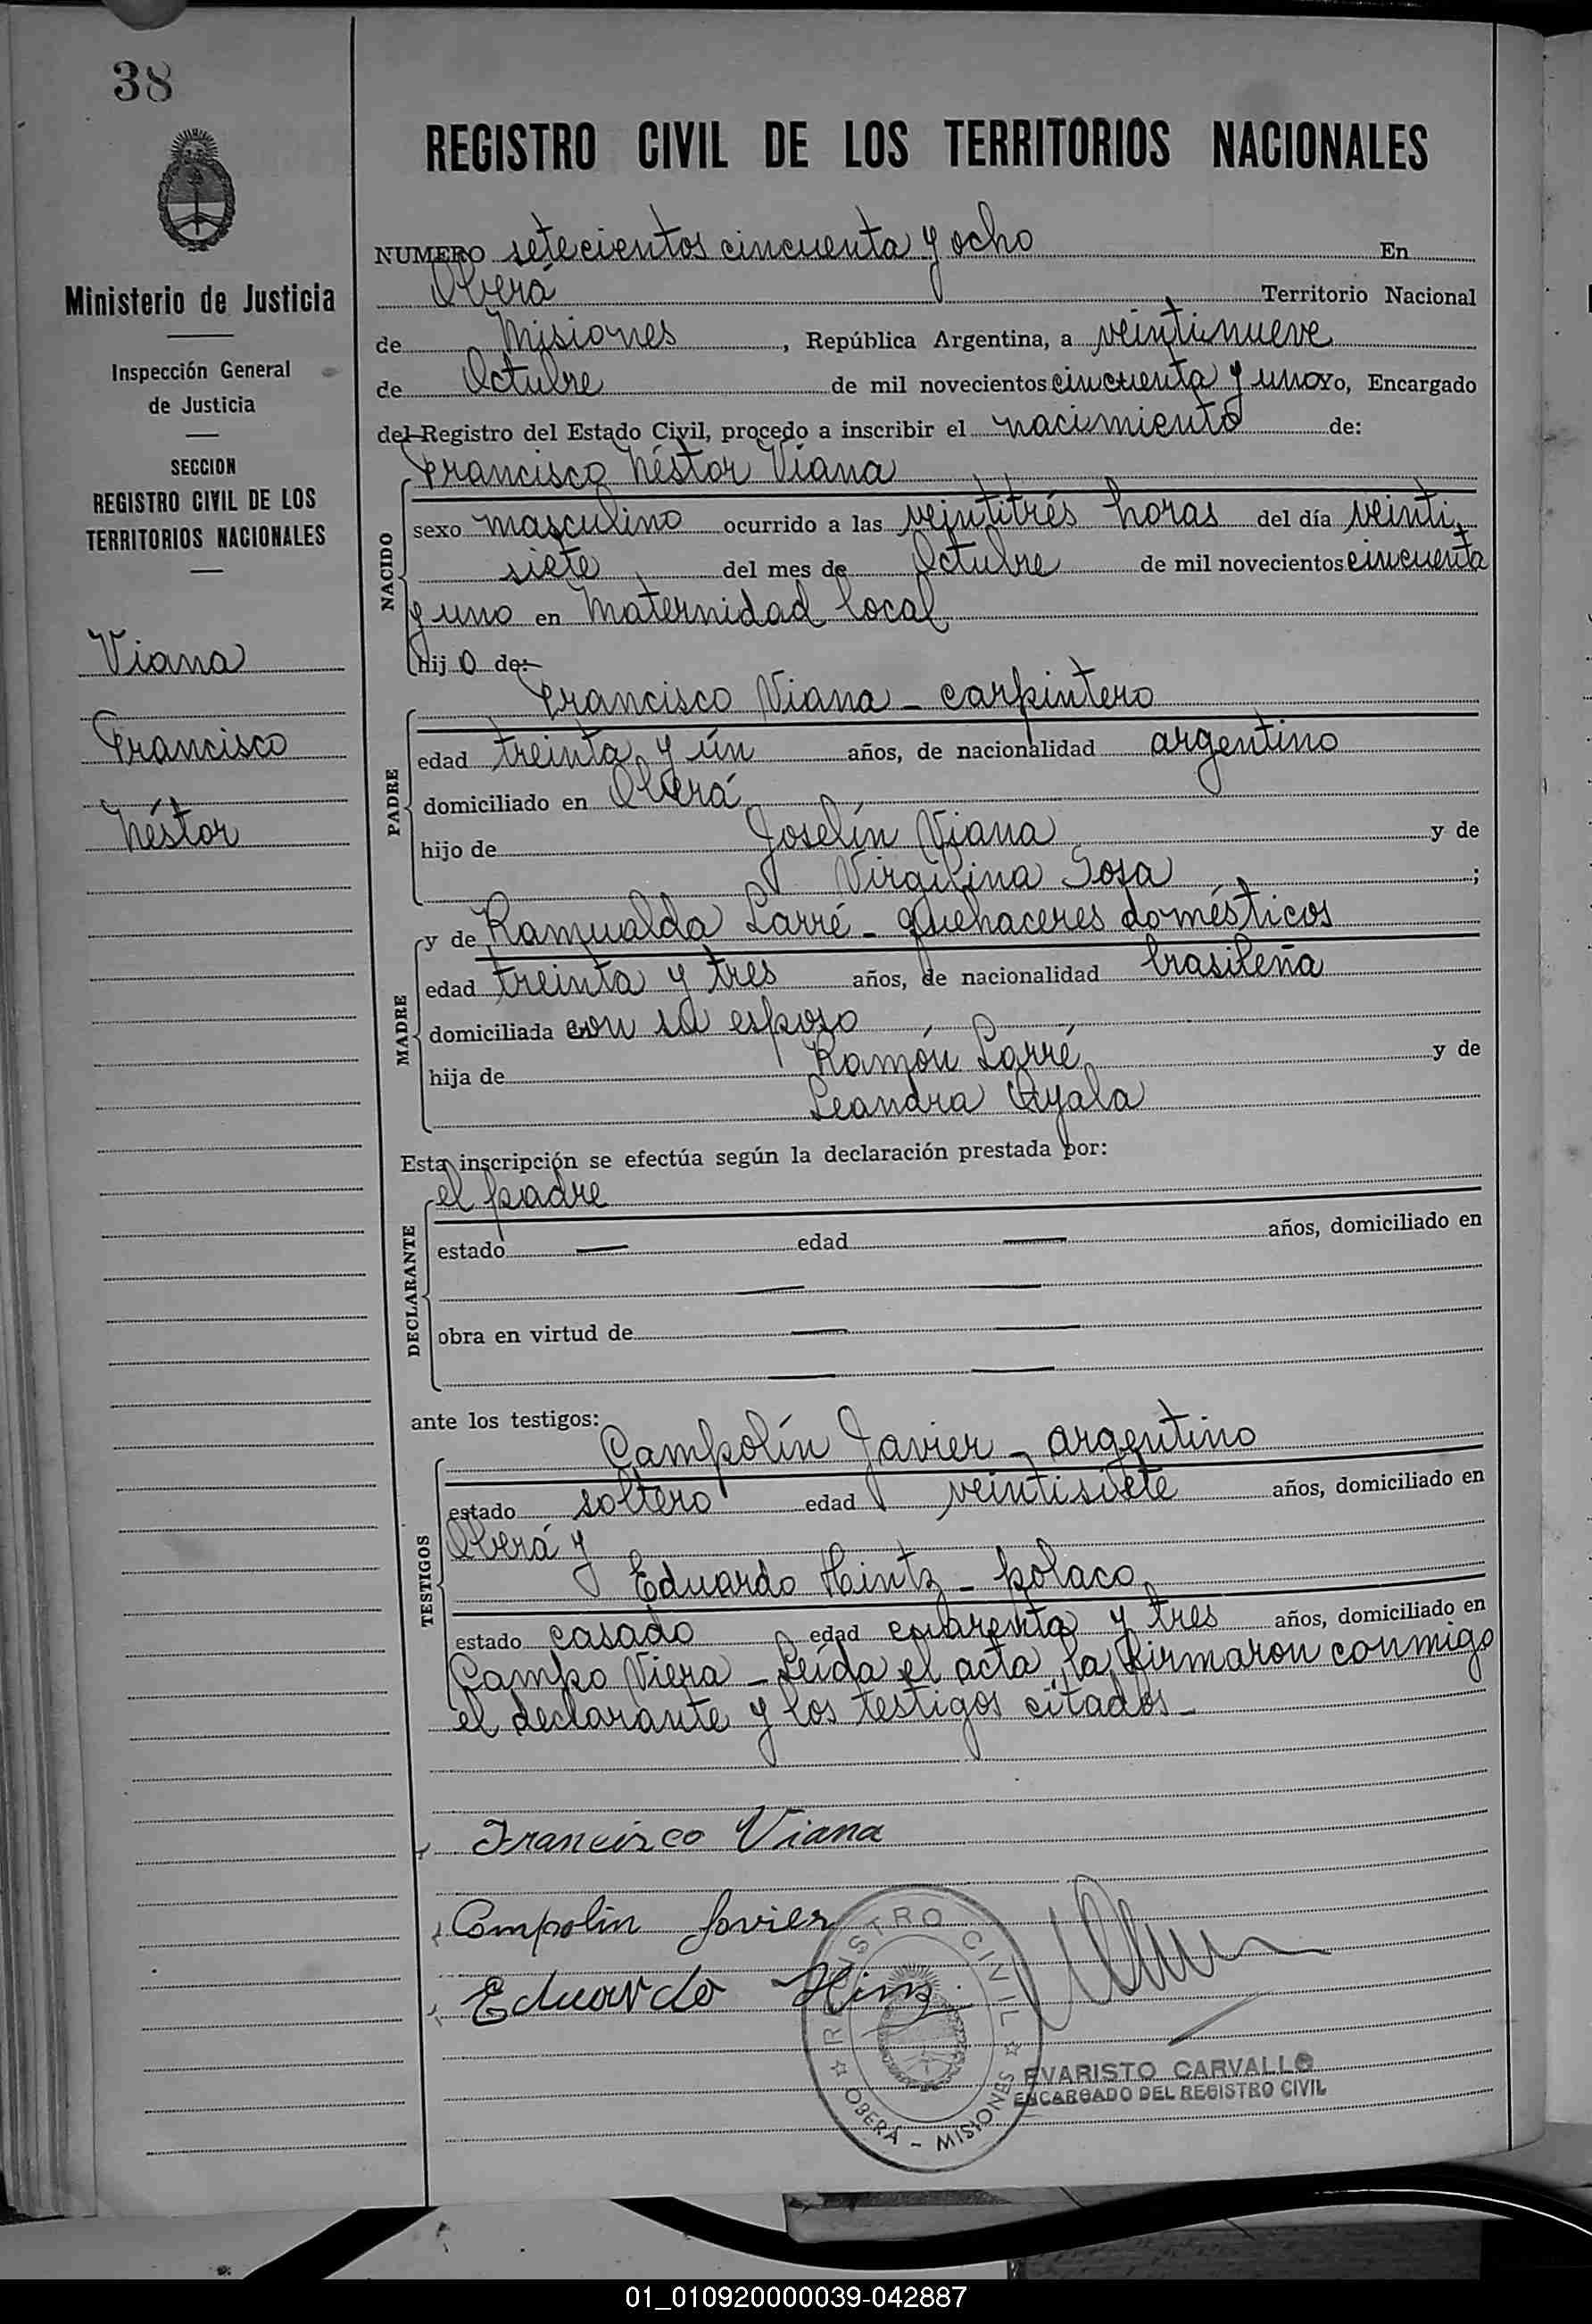 38
Ministerio de Justicia
Inspección General
de Justicia
SECCION
REGISTRO CIVIL DE LOS
TERRITORIOS NACIONALES
Viana
Francisco
Néstor
REGISTRO CIVIL DE LOS TERRITORIOS NACIONALES
NUMERO setecientos cincuenta y ocho En
Oberá Territorio Nacional
de Misiones, República Argentina, a veintinueve
de Octubre de mil novecientos cincuenta y uno yo, Encargado
del Registro del Estado Civil, procedo a inscribir el nacimiento de:
Francisco Néstor Viana
NACIDO
sexo masculino ocurrido a las veintitrés horas del día veinti
siete del mes de Octubre de mil novecientos cincuenta
y uno en Maternidad local
hij o de:
Francisco Viana - carpintero
PADRE
edad treinta y ún años, de nacionalidad argentino
domiciliado en Oberá
hijo de Joselín Viana y de
Virgilina Sosa ;
MADRE
y de Ramualda Larré - quehaceres domésticos
edad treinta y tres años, de nacionalidad brasileña
domiciliada con su esposo
hija de Ramón Larré y de
Leandra Ayala
Esta inscripción se efectúa según la declaración prestada por:
DECLARANTE
el padre
estado — edad — años, domiciliado en
— —
obra en virtud de — —
— —
ante los testigos:
TESTIGOS
Campolín Javier - argentino
estado soltero edad veintisiete años, domiciliado en
Oberá y
Eduardo Hintz - polaco
estado casado edad cuarenta y tres años, domiciliado en
Campo Viera - Leída el acta, la firmaron conmigo
el declarante y los testigos citados -
Francisco Viana
Campolin Javier
Eduardo
REGISTRO CIVIL
OBERÁ - MISIONES
EVARISTO CARVALLO
ENCARGADO DEL REGISTRO CIVIL
01_010920000039-042887